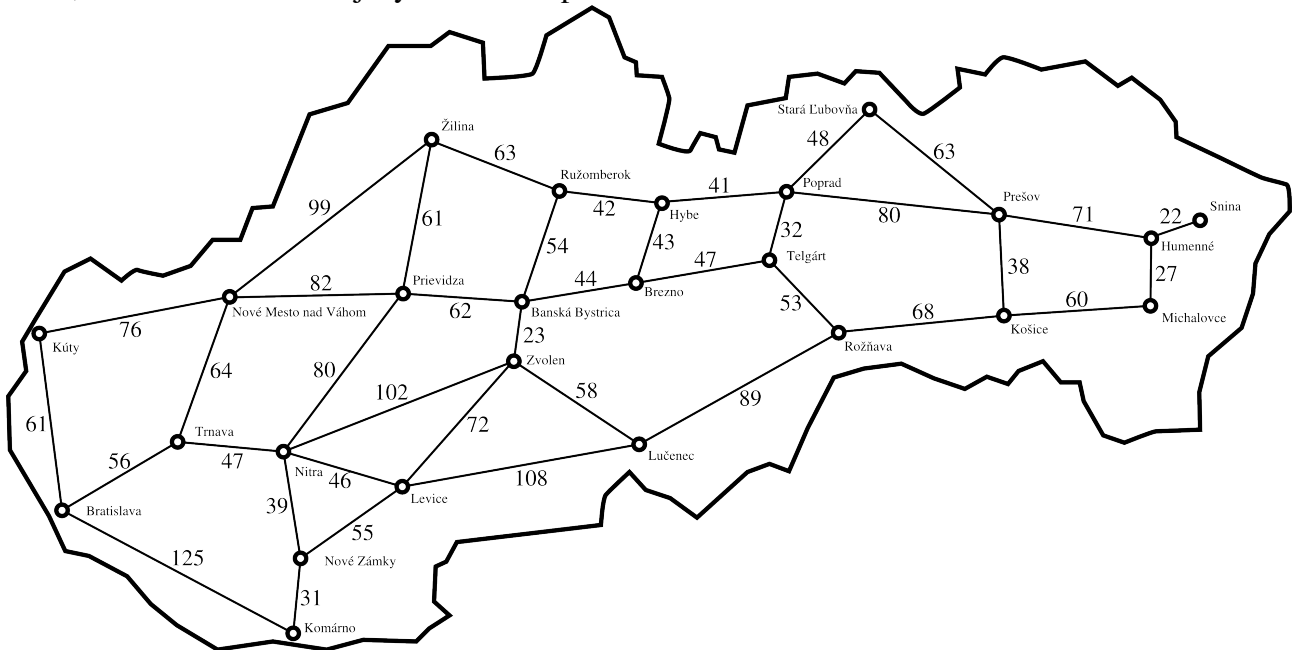 Stará Ľubovňa
Žilina
48
63
63
Ružomberok
41
Poprad
42
Hybe
80
Prešov
71
22
Snina
99
61
54
43
32
Humenné
Telgárt
47
38
27
82
Prievidza
44
Brezno
53
60
Nové Mesto nad Váhom
62
Banská Bystrica
68
Košice
Michalovce
76
Kúty
23
Rožňava
Zvolen
64
80
102
58
89
61
72
Trnava
56
47
Nitra
46
108
Lučenec
Levice
Bratislava
39
55
125
Nové Zámky
31
Komárno